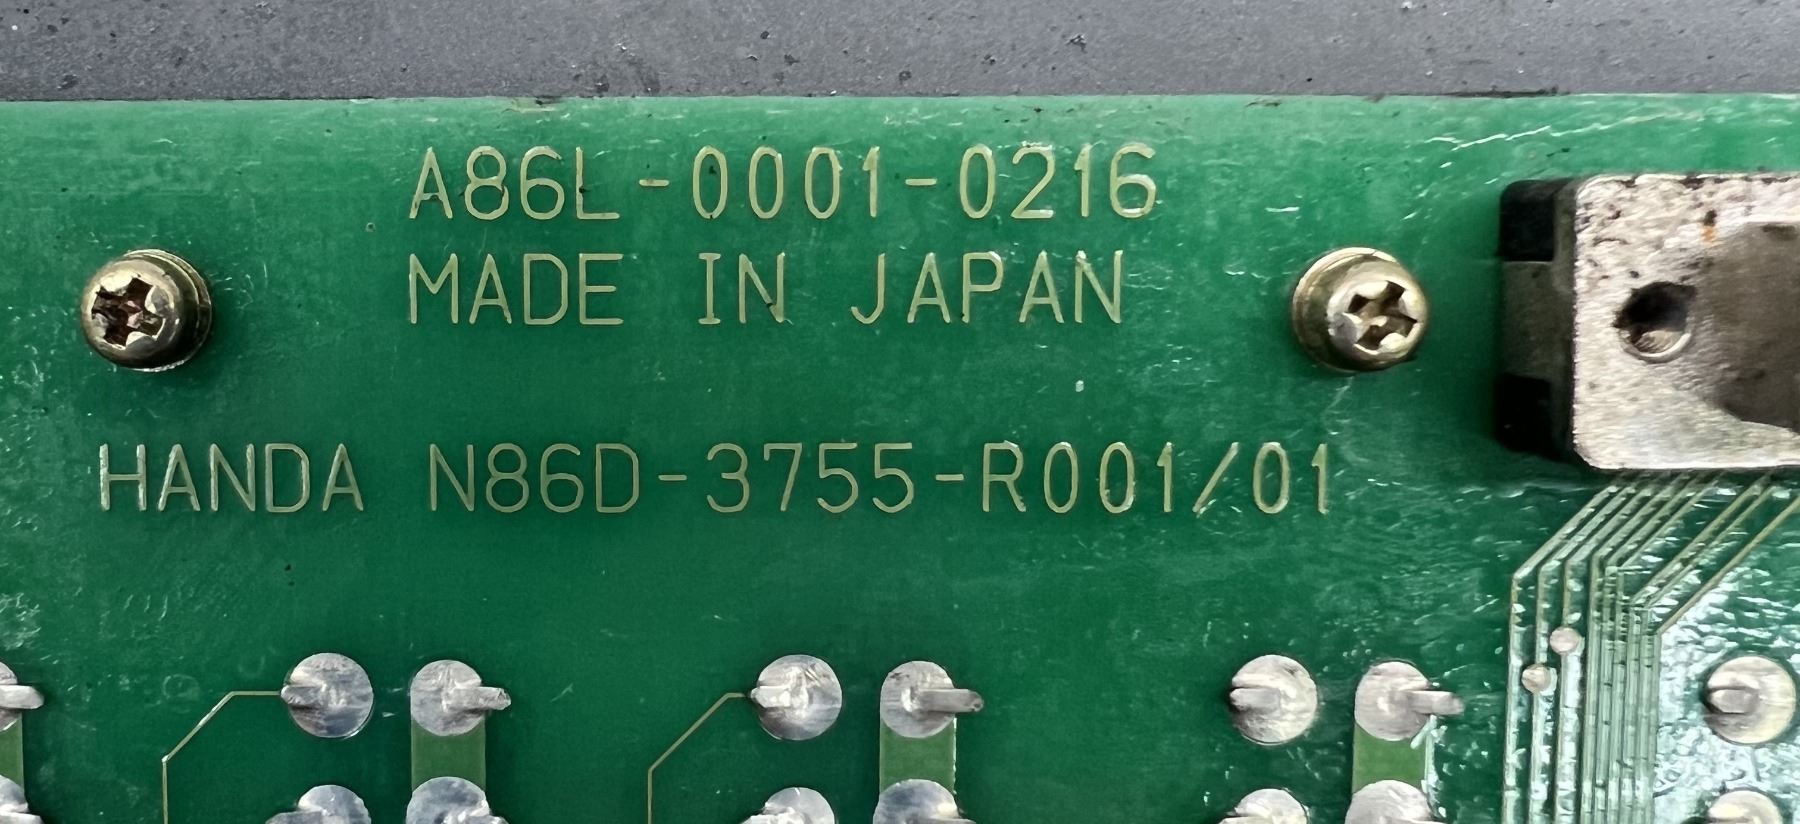 A86L-0001-0216
MADE IN JAPAN
HANDA N86D-3755-R001/01